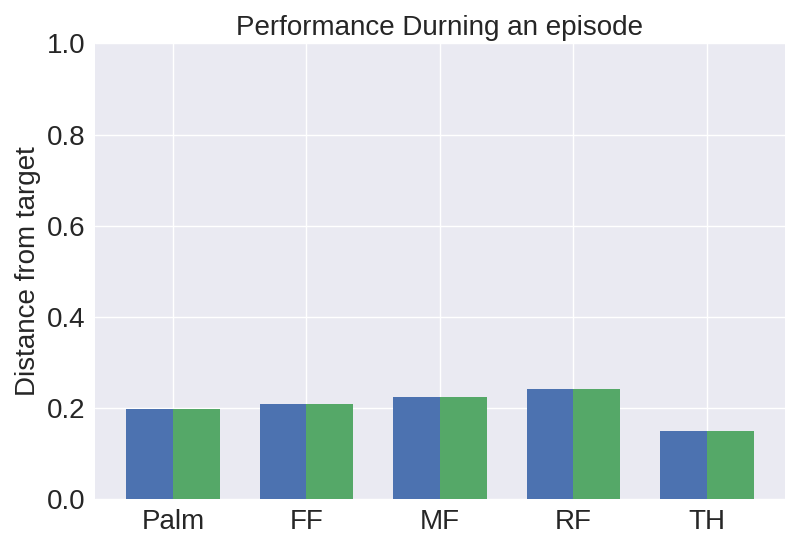 Performance Durning an episode
Distance from target
1.0
0.8
0.6
0.4
0.2
0.0
Palm FF MF RF TH